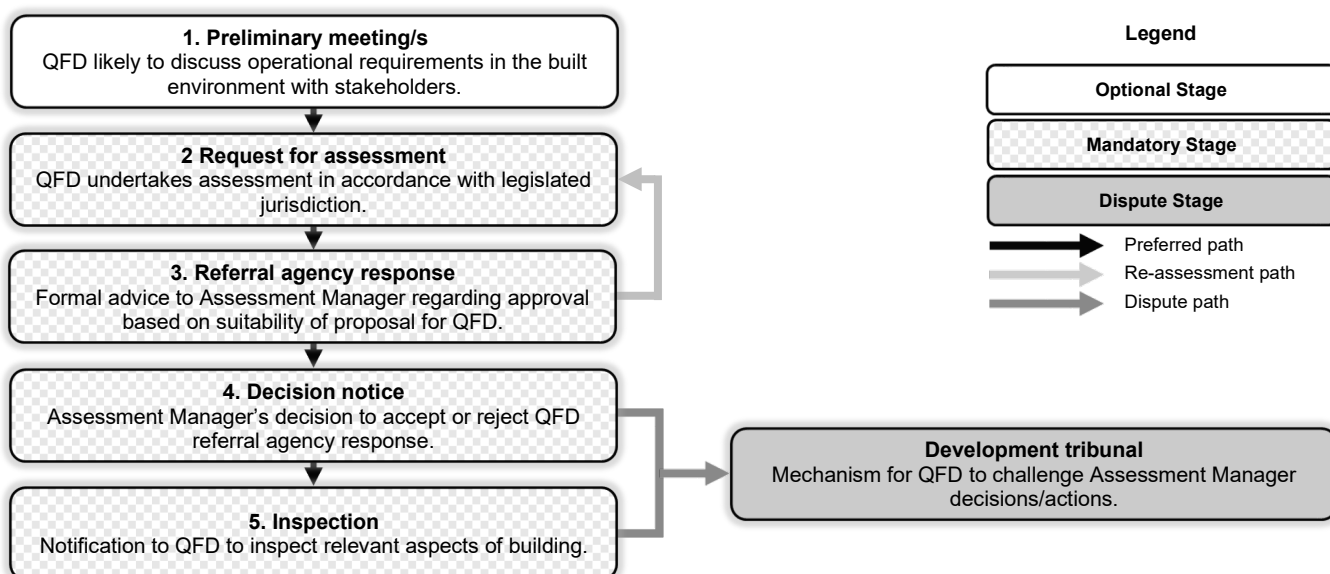 1. Preliminary meeting/s
QFD likely to discuss operational requirements in the built
environment with stakeholders.
2 Request for assessment
QFD undertakes assessment in accordance with legislated
jurisdiction.
3. Referral agency response
Formal advice to Assessment Manager regarding approval
based on suitability of proposal for QFD.
4. Decision notice
Assessment Manager's decision to accept or reject QFD
referral agency response.
5. Inspection
Notification to QFD to inspect relevant aspects of building.
Development tribunal
Mechanism for QFD to challenge Assessment Manager
decisions/actions.
Legend
Optional Stage
Mandatory Stage
Dispute Stage
Preferred path
Re-assessment path
Dispute path